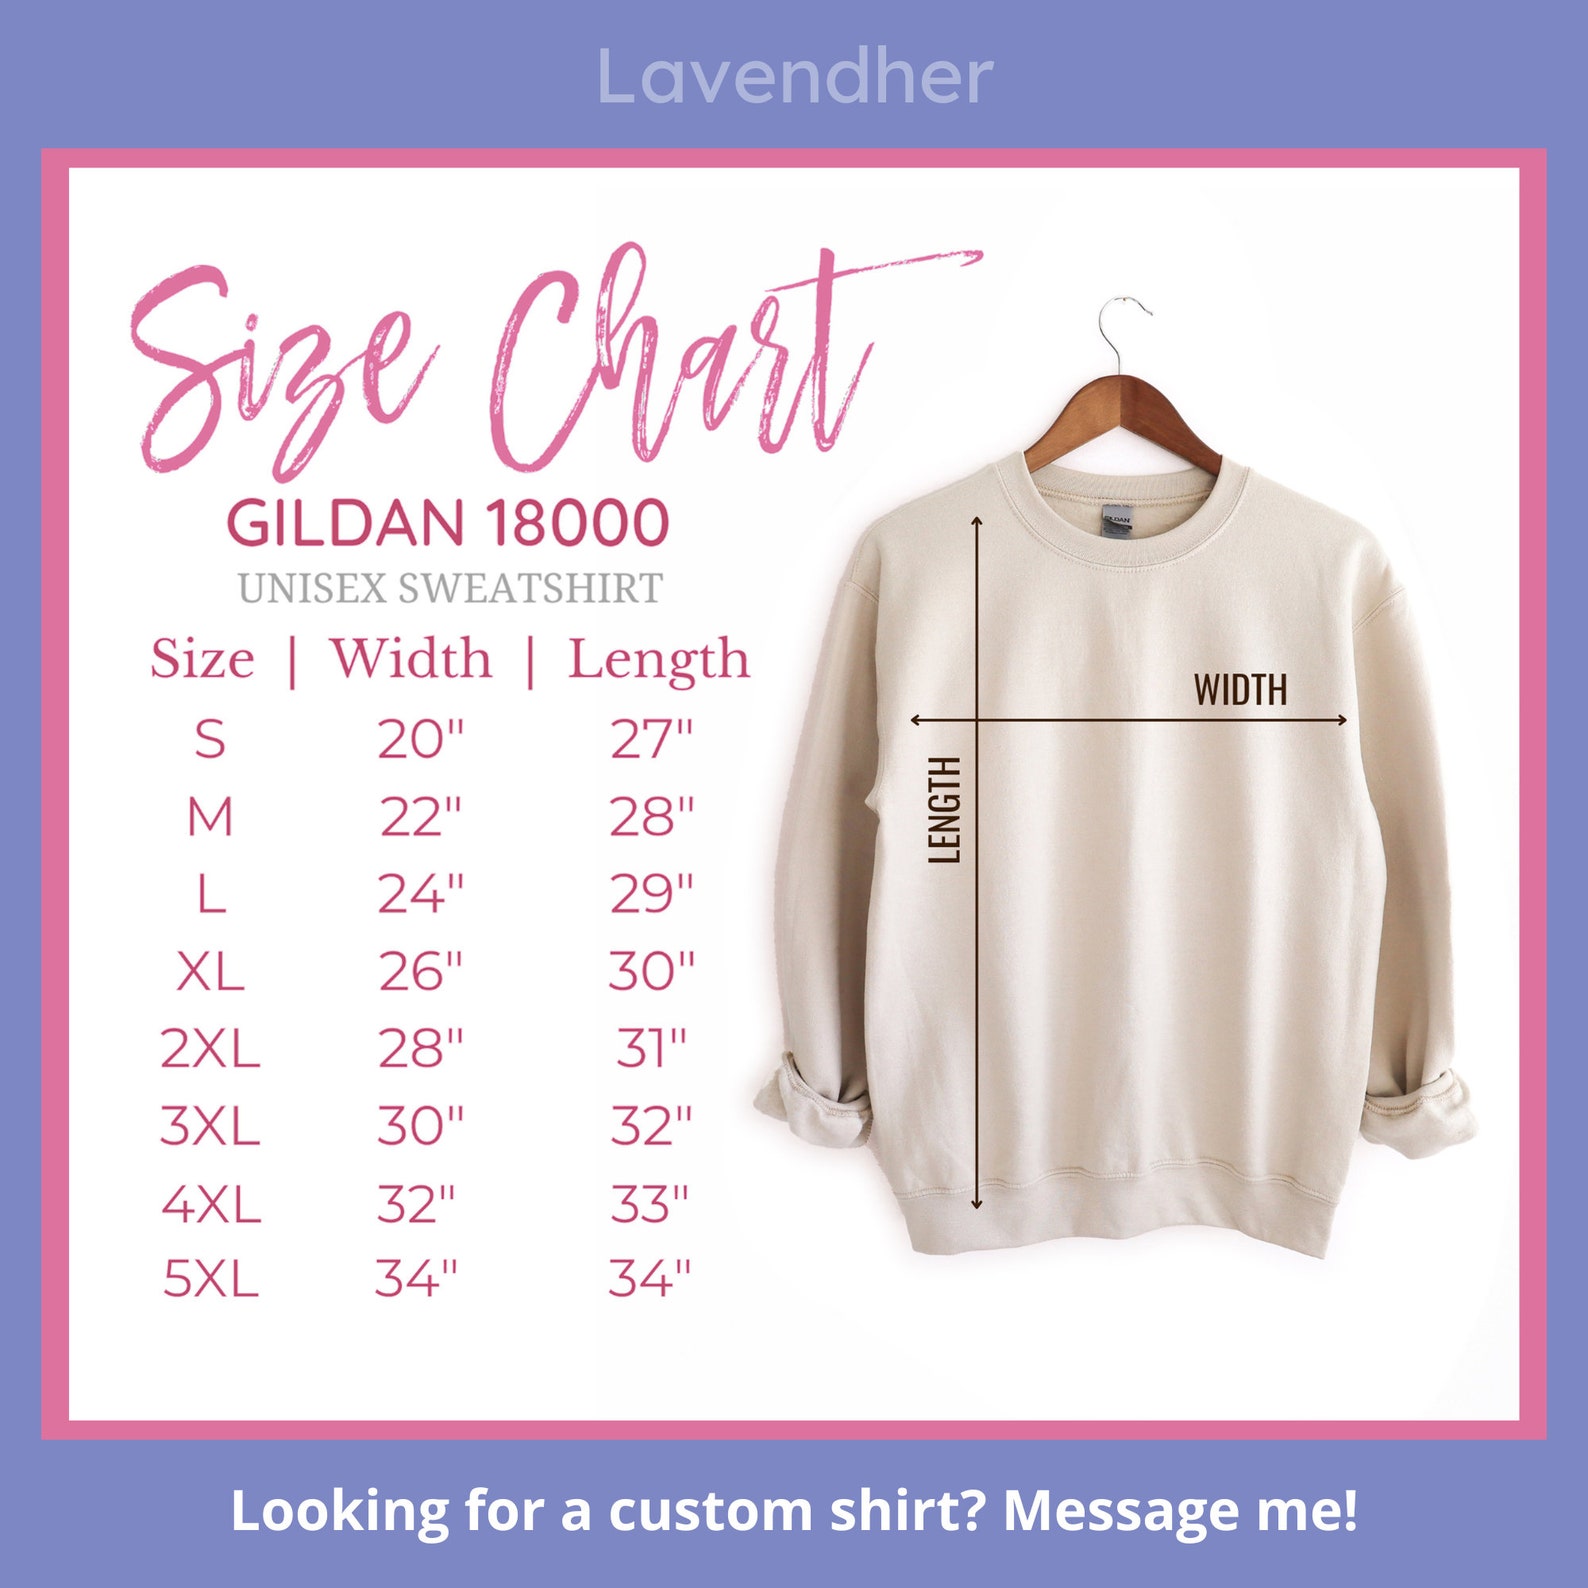 Lavendher
Size Chart
GILDAN 18000
UNISEX SWEATSHIRT
Size | Width | Length
S 20" 27"
M 22" 28"
L 24" 29"
XL 26" 30"
2XL 28" 31"
3XL 30" 32"
4XL 32" 33"
5XL 34" 34"
GILDAN
WIDTH
LENGTH
Looking for a custom shirt? Message me!